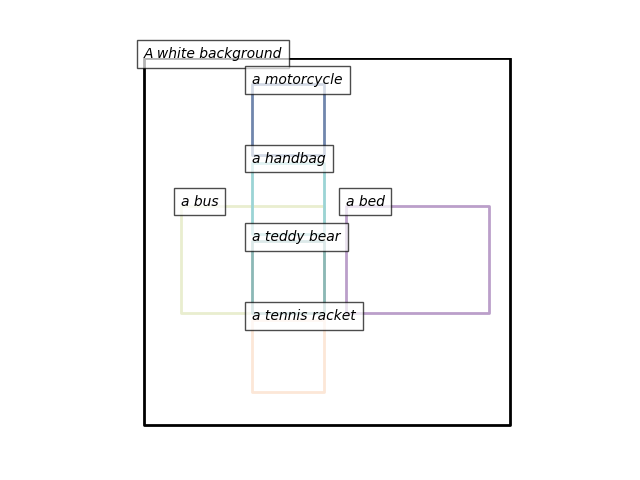 A white background
a motorcycle
a handbag
a bus
a bed
a teddy bear
a tennis racket